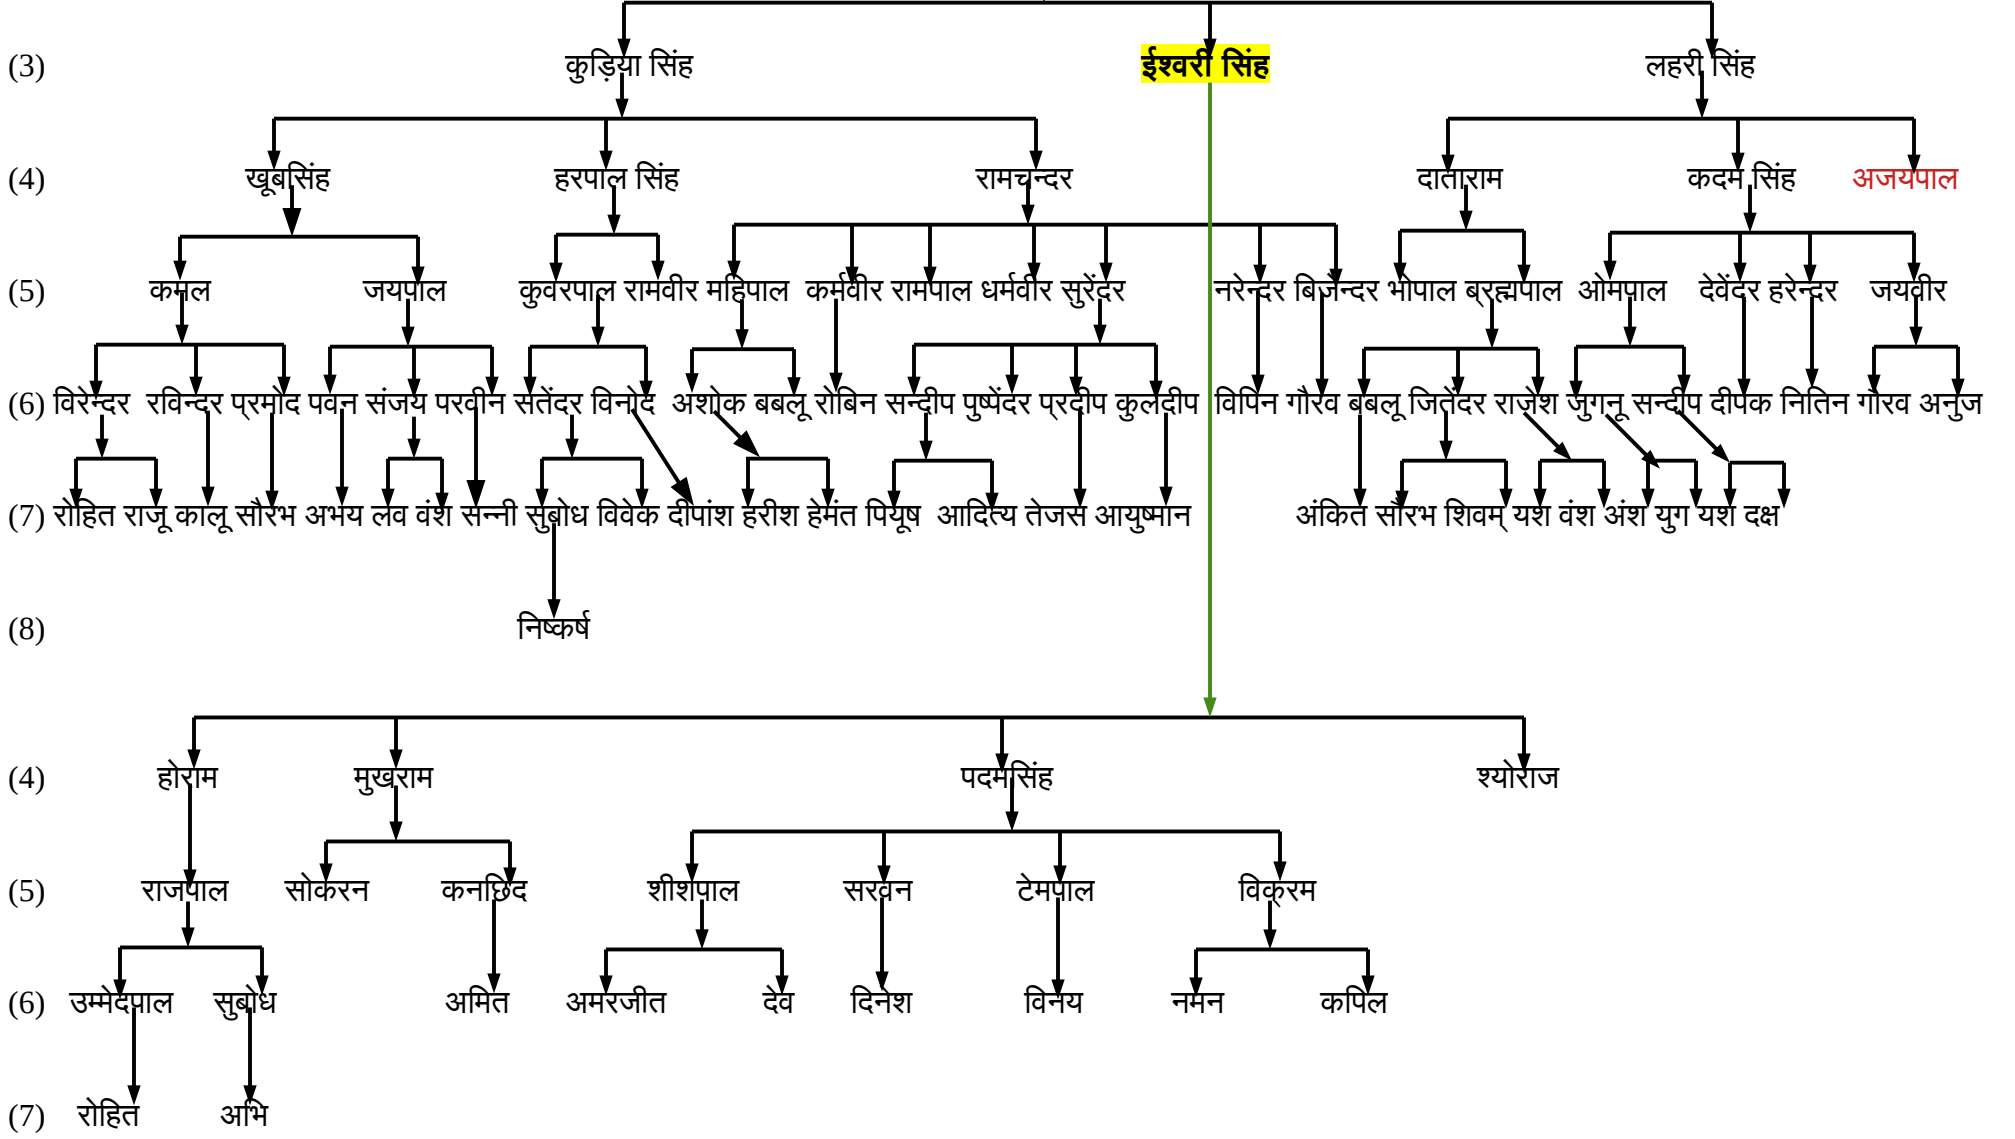 (3) कुड़िया सिंह ईश्वरी सिंह लहरी सिंह
(4) खूबसिंह हरपाल सिंह रामचन्दर दाताराम कदम सिंह अजयपाल
(5) कमल जयपाल कुवरपाल रामवीर महिपाल कर्मवीर रामपाल धर्मवीर सुरेंदर नरेन्दर बिजेन्दर भोपाल ब्रह्मपाल ओमपाल देवेंदर हरेन्दर जयवीर
(6) विरेन्दर रविन्दर प्रमोद पवन संजय परवीन सतेंदर विनोद अशोक बबलू रोबिन सन्दीप पुष्पेंदर प्रदीप कुलदीप विपिन गौरव बबलू जितेंदर राजेश जुगनू सन्दीप दीपक नितिन गौरव अनुज
(7) रोहित राजू कालू सौरभ अभय लव वंश सन्नी सुबोध विवेक दीपांश हरीश हेमंत पियूष आदित्य तेजस आयुष्मान अंकित सौरभ शिवम् यश वंश अंश युग यश दक्ष
(8) निष्कर्ष
(4) होराम मुखराम पदमसिंह श्योराज
(5) राजपाल सोकरन कनछिद शीशपाल सरवन टेमपाल विक्रम
(6) उम्मेदपाल सुबोध अमित अमरजीत देव दिनेश विनय नमन कपिल
(7) रोहित अभि